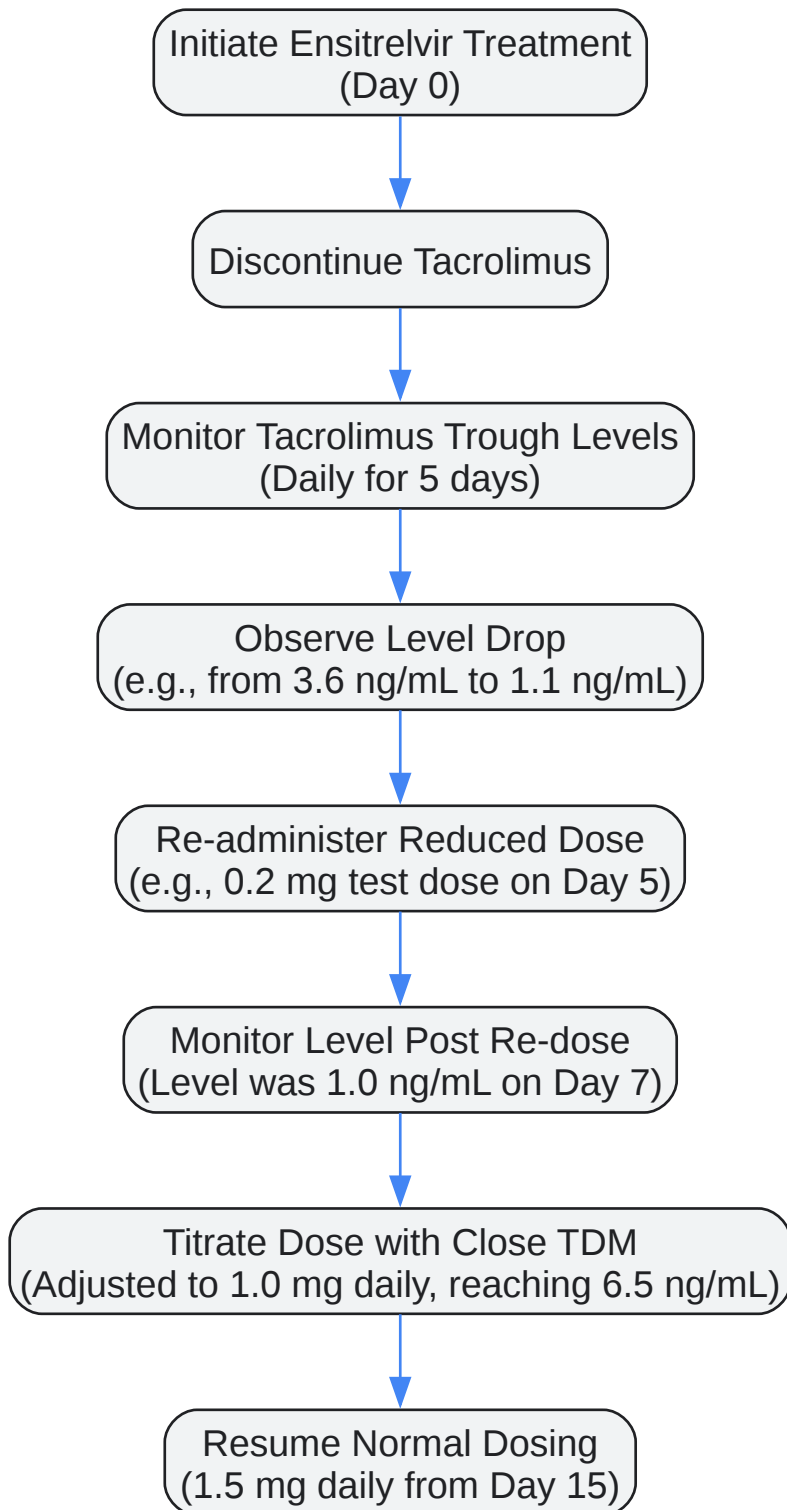 Initiate Ensitrelvir Treatment
(Day 0)
Discontinue Tacrolimus
Monitor Tacrolimus Trough Levels
(Daily for 5 days)
Observe Level Drop
(e.g., from 3.6 ng/mL to 1.1 ng/mL)
Re-administer Reduced Dose
(e.g., 0.2 mg test dose on Day 5)
Monitor Level Post Re-dose
(Level was 1.0 ng/mL on Day 7)
Titrate Dose with Close TDM
(Adjusted to 1.0 mg daily, reaching 6.5 ng/mL)
Resume Normal Dosing
(1.5 mg daily from Day 15)